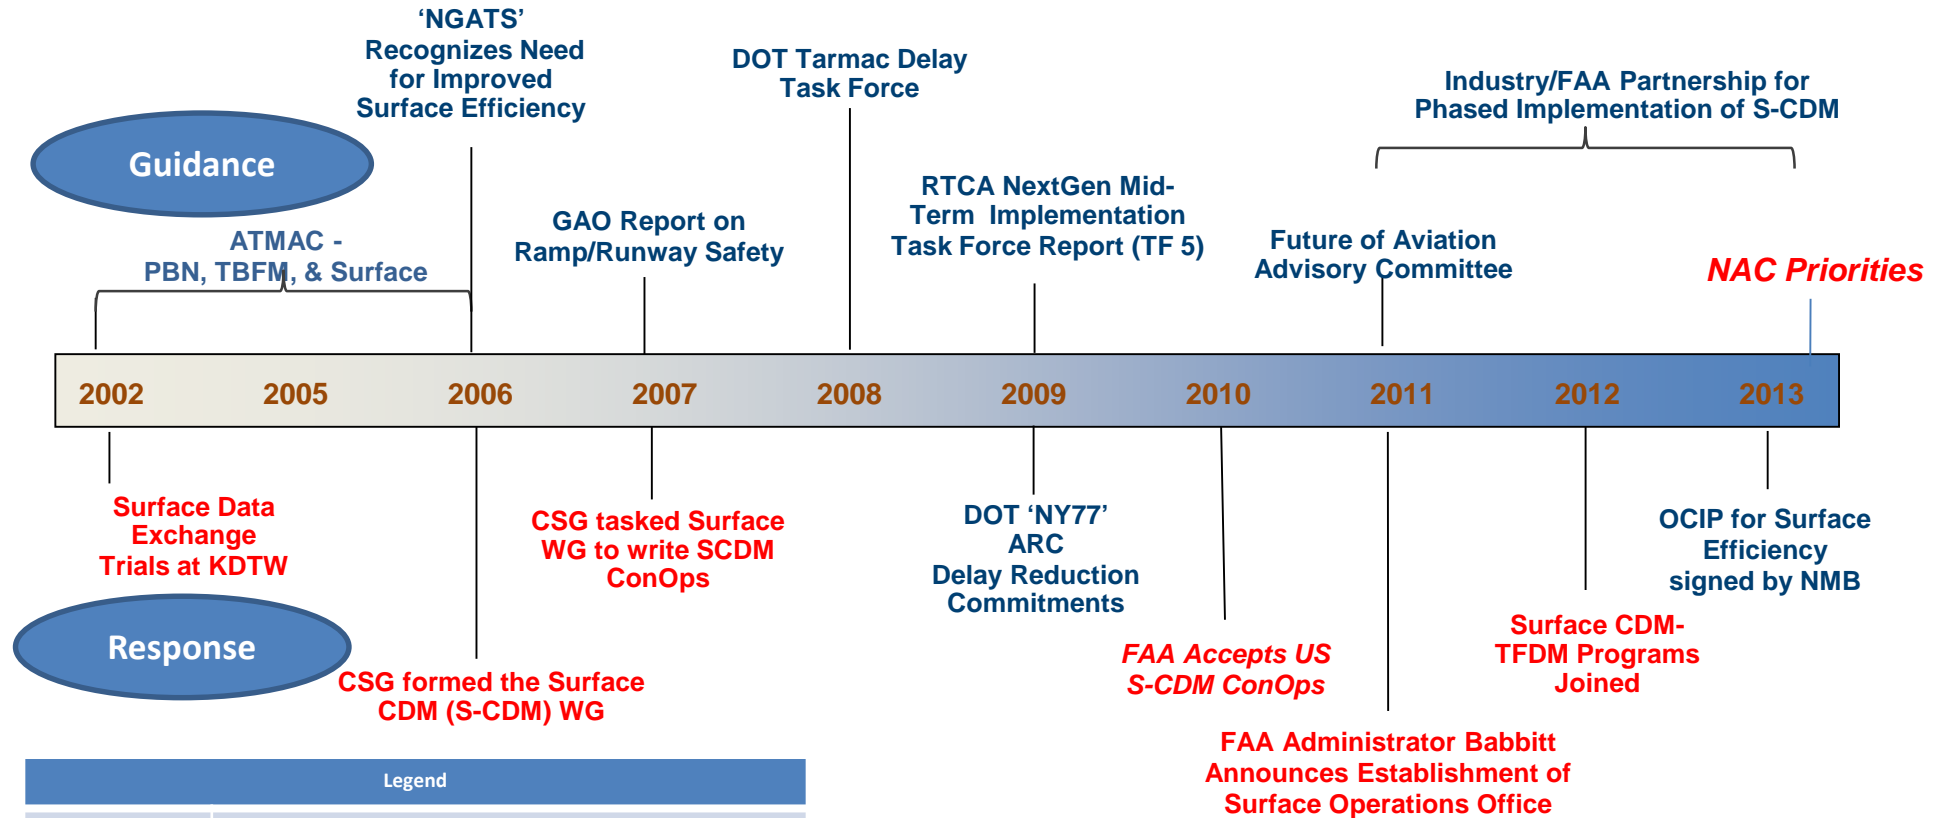 ‘NGATS’
Recognizes Need
for Improved
Surface Efficiency
DOT Tarmac Delay
Task Force
Industry/FAA Partnership for
Phased Implementation of S-CDM
Guidance
RTCA NextGen Mid-
Term Implementation
Task Force Report (TF 5)
GAO Report on
Ramp/Runway Safety
ATMAC -
PBN, TBFM, & Surface
Future of Aviation
Advisory Committee
NAC Priorities
2002 2005 2006 2007 2008 2009 2010 2011 2012 2013
Surface Data
Exchange
Trials at KDTW
CSG tasked Surface
WG to write SCDM
ConOps
DOT ‘NY77’
ARC
Delay Reduction
Commitments
OCIP for Surface
Efficiency
signed by NMB
Response
CSG formed the Surface
CDM (S-CDM) WG
FAA Accepts US
S-CDM ConOps
Surface CDM-
TFDM Programs
Joined
FAA Administrator Babbitt
Announces Establishment of
Surface Operations Office
Legend